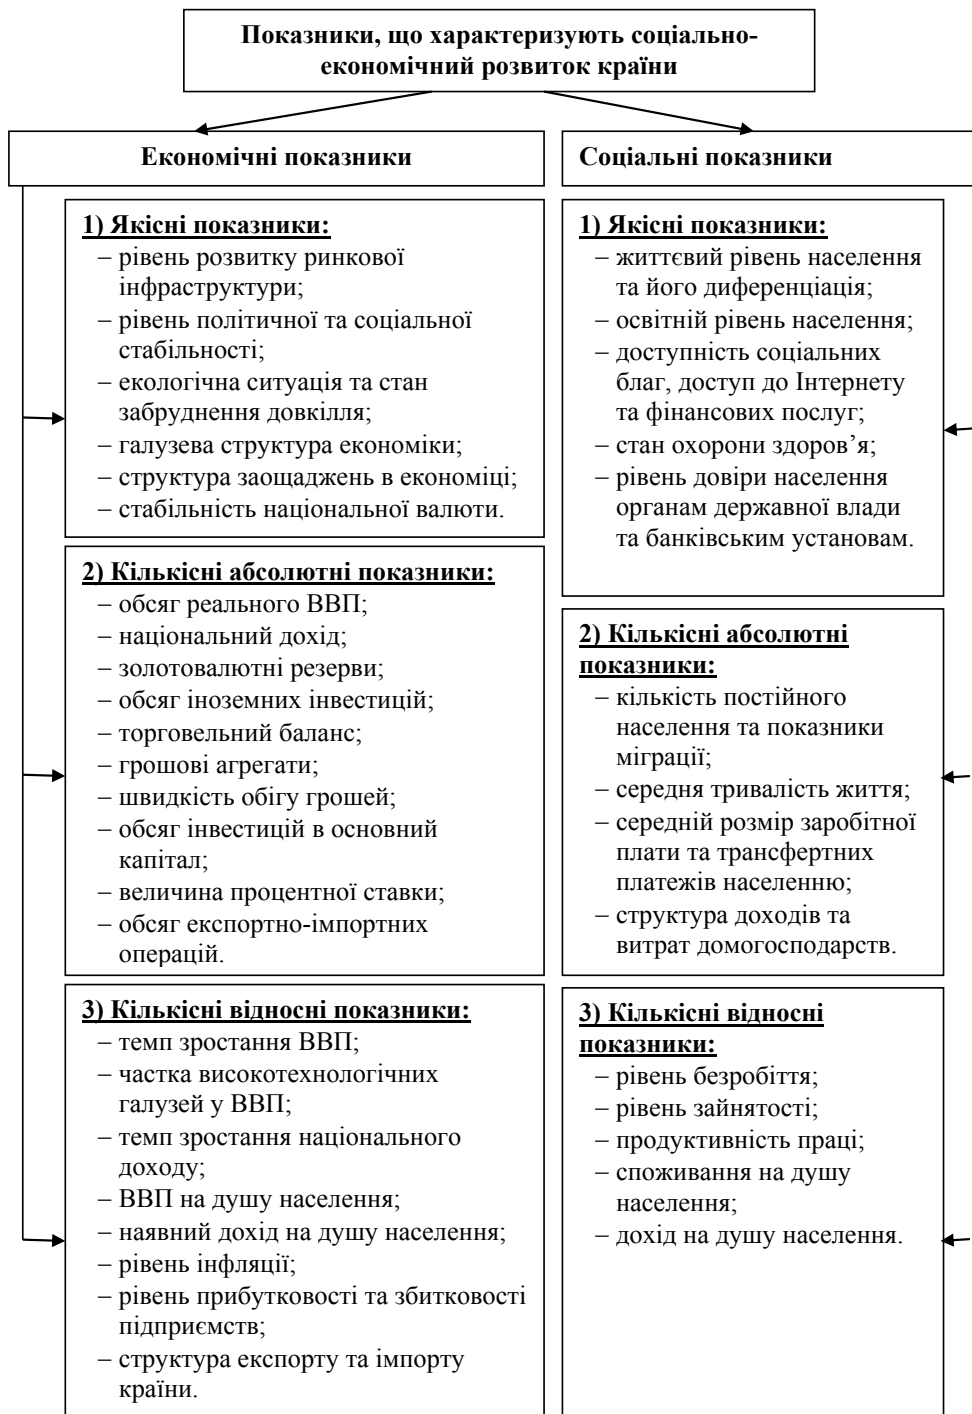 Показники, що характеризують соціально-
економічний розвиток країни
Економічні показники
1) Якісні показники:
– рівень розвитку ринкової
інфраструктури;
– рівень політичної та соціальної
стабільності;
– екологічна ситуація та стан
забруднення довкілля;
– галузева структура економіки;
– структура заощаджень в економіці;
– стабільність національної валюти.
2) Кількісні абсолютні показники:
– обсяг реального ВВП;
– національний дохід;
– золотовалютні резерви;
– обсяг іноземних інвестицій;
– торговельний баланс;
– грошові агрегати;
– швидкість обігу грошей;
– обсяг інвестицій в основний
капітал;
– величина процентної ставки;
– обсяг експортно-імпортних
операцій.
3) Кількісні відносні показники:
– темп зростання ВВП;
– частка високотехнологічних
галузей у ВВП;
– темп зростання національного
доходу;
– ВВП на душу населення;
– наявний дохід на душу населення;
– рівень інфляції;
– рівень прибутковості та збитковості
підприємств;
– структура експорту та імпорту
країни.
Соціальні показники
1) Якісні показники:
– життєвий рівень населення
та його диференціація;
– освітній рівень населення;
– доступність соціальних
благ, доступ до Інтернету
та фінансових послуг;
– стан охорони здоров’я;
– рівень довіри населення
органам державної влади
та банківським установам.
2) Кількісні абсолютні
показники:
– кількість постійного
населення та показники
міграції;
– середня тривалість життя;
– середній розмір заробітної
плати та трансфертних
платежів населенню;
– структура доходів та
витрат домогосподарств.
3) Кількісні відносні
показники:
– рівень безробіття;
– рівень зайнятості;
– продуктивність праці;
– споживання на душу
населення;
– дохід на душу населення.